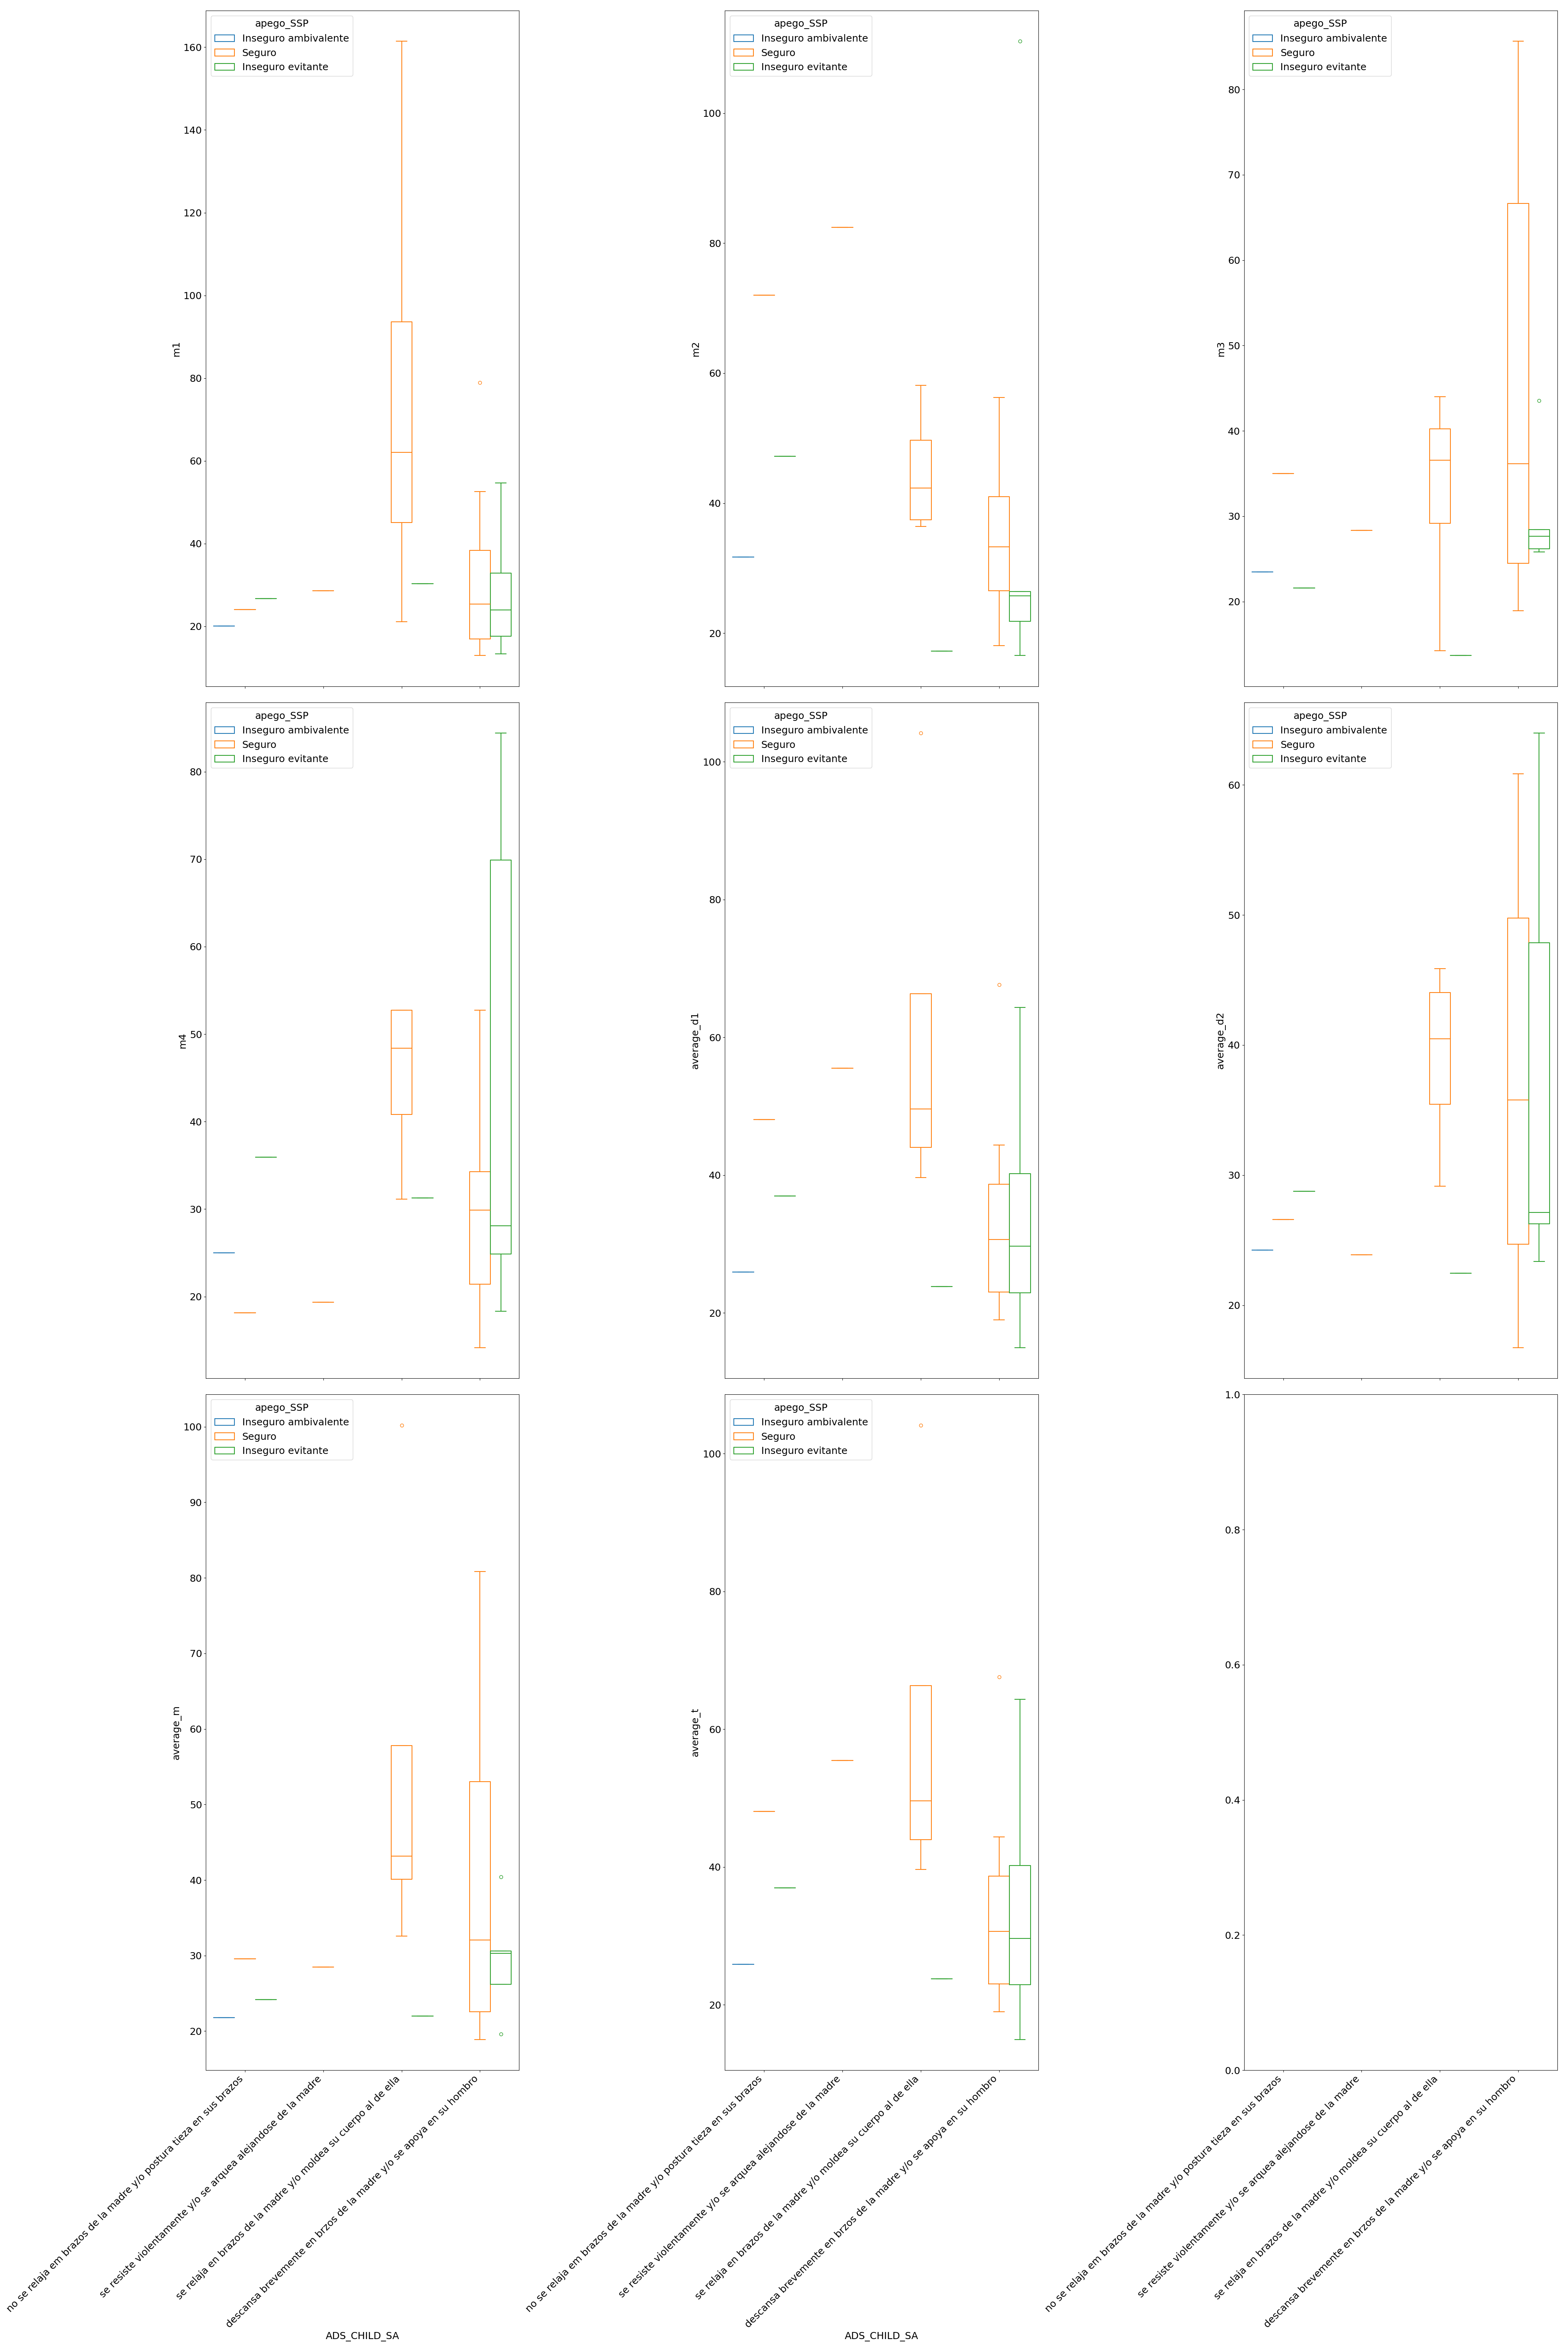 apego_SSP
Inseguro ambivalente
Seguro
Inseguro evitante
160
140
120
100
80
60
40
20
m1
apego_SSP
Inseguro ambivalente
Seguro
Inseguro evitante
100
80
60
40
20
m2
apego_SSP
Inseguro ambivalente
Seguro
Inseguro evitante
80
70
60
50
40
30
20
m3
apego_SSP
Inseguro ambivalente
Seguro
Inseguro evitante
80
70
60
50
40
30
20
m4
apego_SSP
Inseguro ambivalente
Seguro
Inseguro evitante
100
80
60
40
20
average_d1
apego_SSP
Inseguro ambivalente
Seguro
Inseguro evitante
60
50
40
30
20
average_d2
apego_SSP
Inseguro ambivalente
Seguro
Inseguro evitante
100
90
80
70
60
50
40
30
20
average_m
no se relaja em brazos de la madre y/o postura tieza en sus brazos
se resiste violentamente y/o se arquea alejandose de la madre
se relaja en brazos de la madre y/o moldea su cuerpo al de ella
descansa brevemente en brzos de la madre y/o se apoya en su hombro
ADS_CHILD_SA
apego_SSP
Inseguro ambivalente
Seguro
Inseguro evitante
100
80
60
40
20
average_t
no se relaja em brazos de la madre y/o postura tieza en sus brazos
se resiste violentamente y/o se arquea alejandose de la madre
se relaja en brazos de la madre y/o moldea su cuerpo al de ella
descansa brevemente en brzos de la madre y/o se apoya en su hombro
ADS_CHILD_SA
1.0
0.8
0.6
0.4
0.2
0.0
no se relaja em brazos de la madre y/o postura tieza en sus brazos
se resiste violentamente y/o se arquea alejandose de la madre
se relaja en brazos de la madre y/o moldea su cuerpo al de ella
descansa brevemente en brzos de la madre y/o se apoya en su hombro